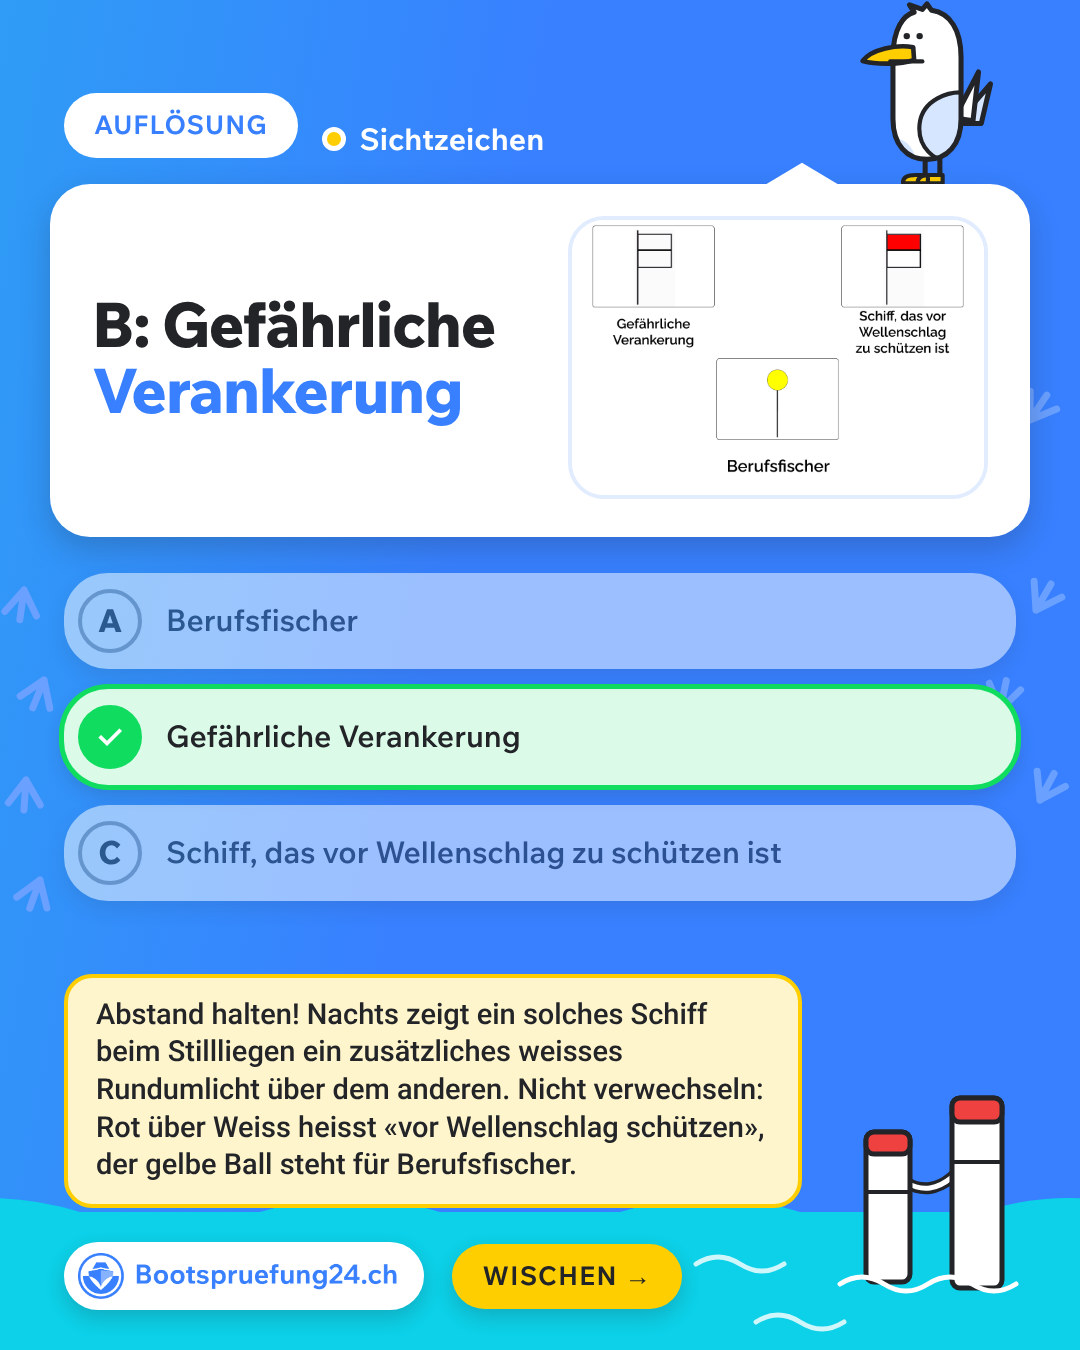 AUFLÖSUNG
Sichtzeichen
B: Gefährliche
Verankerung
Gefährliche
Verankerung
Schiff, das vor
Wellenschlag
zu schützen ist
Berufsfischer
A Berufsfischer
Gefährliche Verankerung
C Schiff, das vor Wellenschlag zu schützen ist
Abstand halten! Nachts zeigt ein solches Schiff
beim Stillliegen ein zusätzliches weisses
Rundumlicht über dem anderen. Nicht verwechseln:
Rot über Weiss heisst «vor Wellenschlag schützen»,
der gelbe Ball steht für Berufsfischer.
Bootspruefung24.ch
WISCHEN →